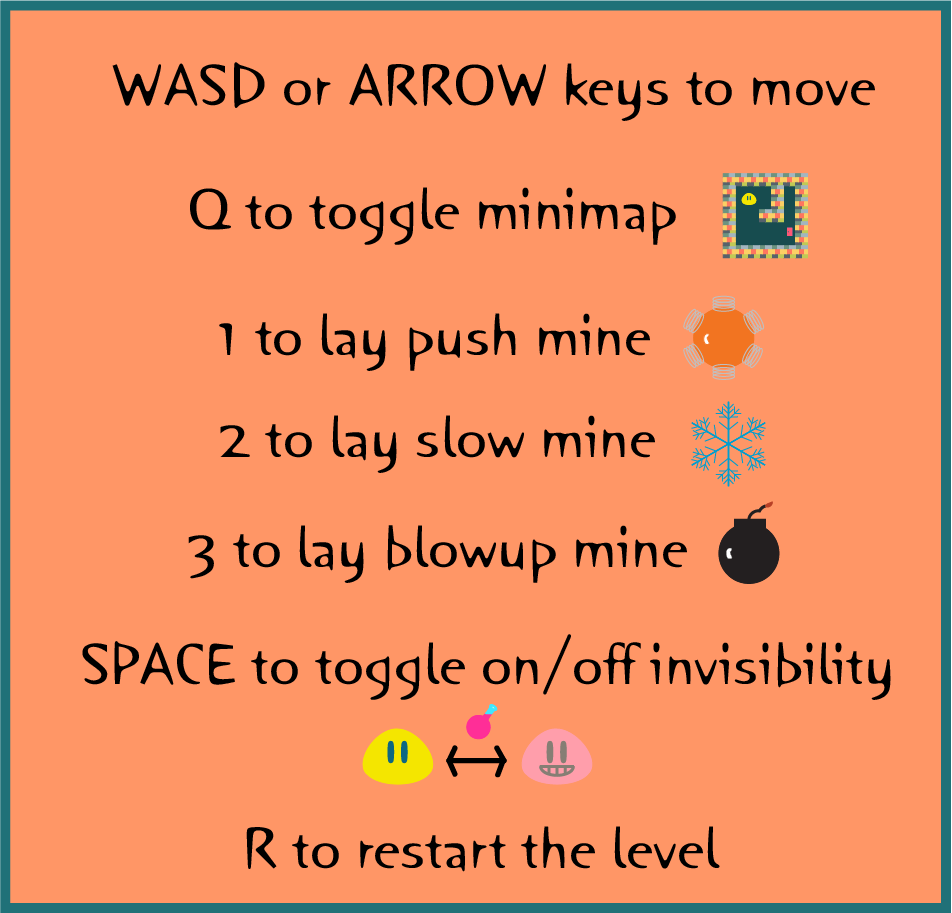 WASD or ARROW keys to move
Q to toggle minimap
1 to lay push mine
2 to lay slow mine
3 to lay blowup mine
SPACE to toggle on/off invisibility
R to restart the level